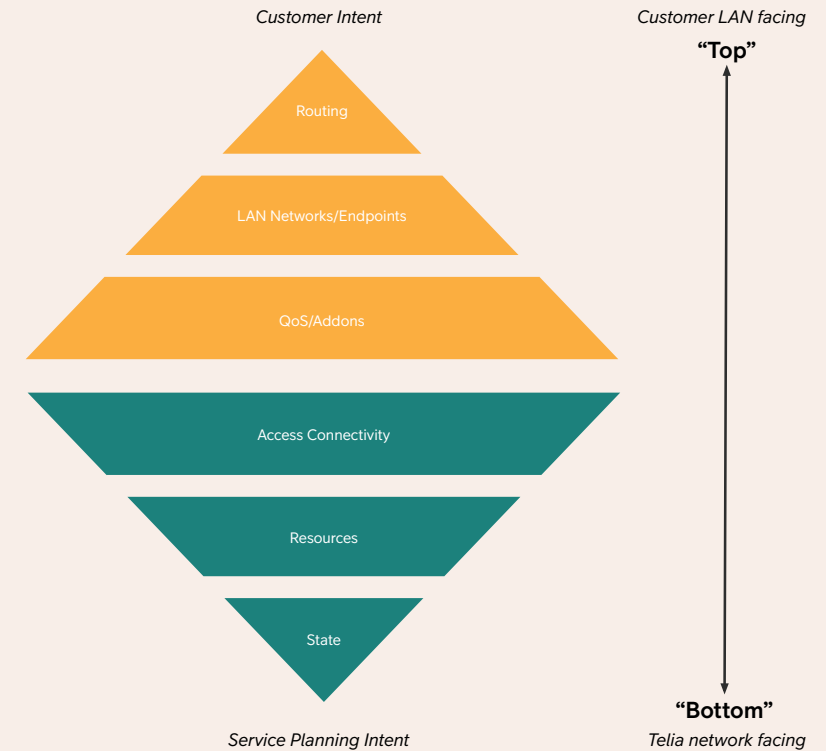 Customer Intent
Customer LAN facing
“Top”
Routing
LAN Networks/Endpoints
QoS/Addons
Access Connectivity
Resources
State
“Bottom”
Service Planning Intent
Telia network facing